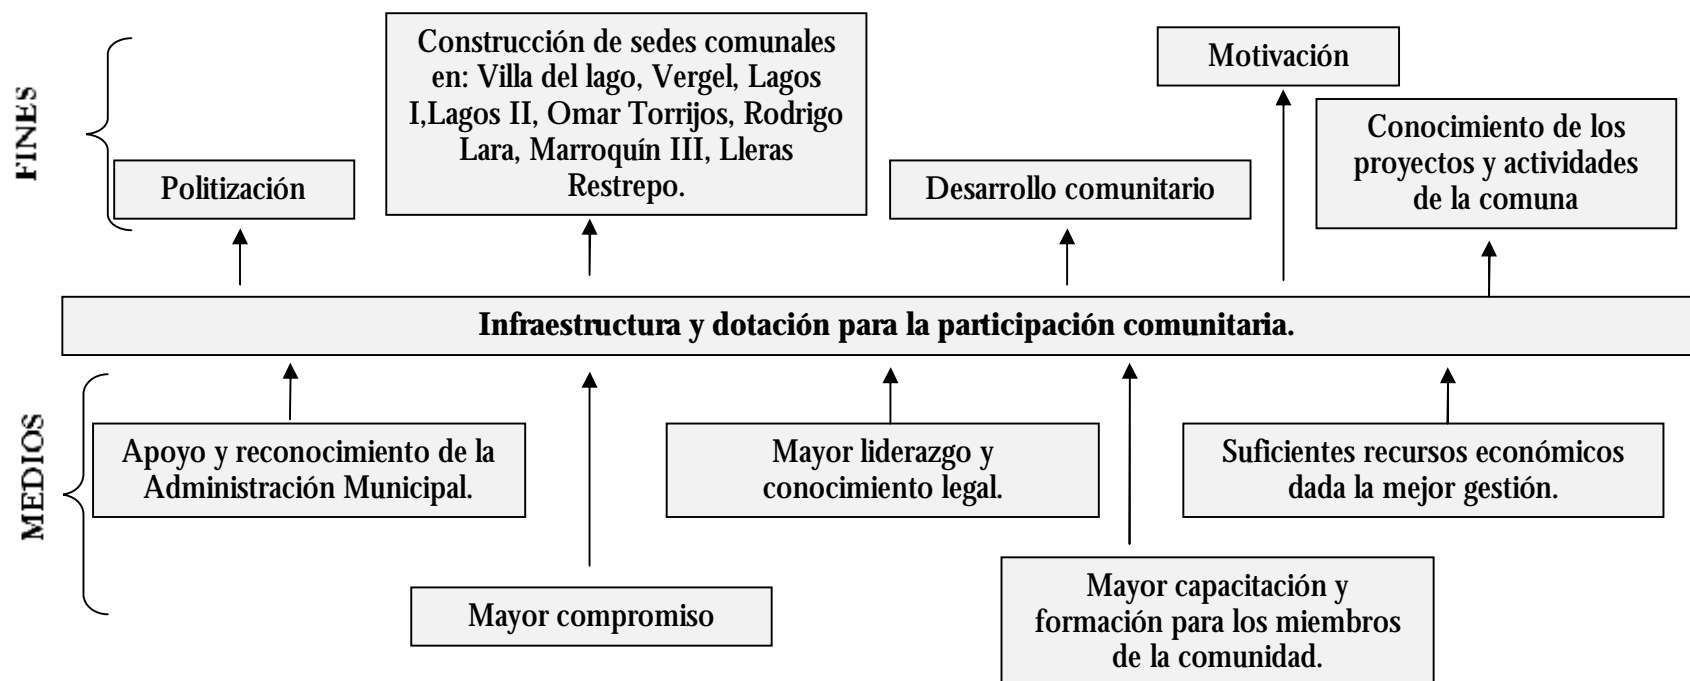 FINES
Construcción de sedes comunales
en: Villa del lago, Vergel, Lagos
I,Lagos II, Omar Torrijos, Rodrigo
Lara, Marroquín III, Lleras
Restrepo.
Motivación
Conocimiento de los
proyectos y actividades
de la comuna
Politización
Desarrollo comunitario
Infraestructura y dotación para la participación comunitaria.
MEDIOS
Apoyo y reconocimiento de la
Administración Municipal.
Mayor liderazgo y
conocimiento legal.
Suficientes recursos económicos
dada la mejor gestión.
Mayor compromiso
Mayor capacitación y
formación para los miembros
de la comunidad.